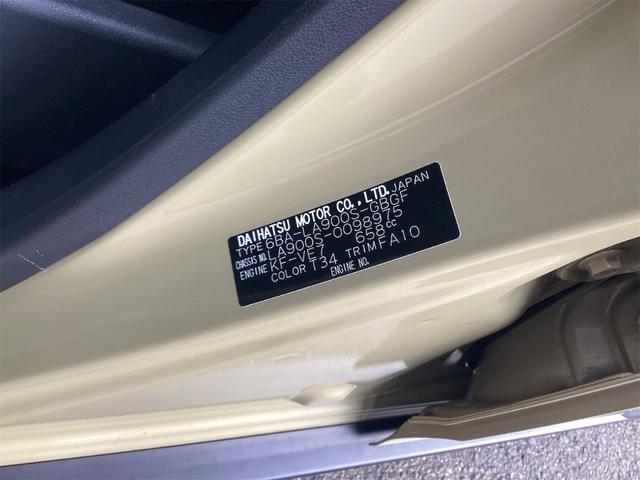 DAIHATSU MOTOR CO.,LTD. JAPAN
TYPE 6BA-LA900S-GBGF
CHASSIS NO. LA900S-0098975
ENGINE KF-VET 658cc
COLOR T34 TRIM FA10
ENGINE NO.